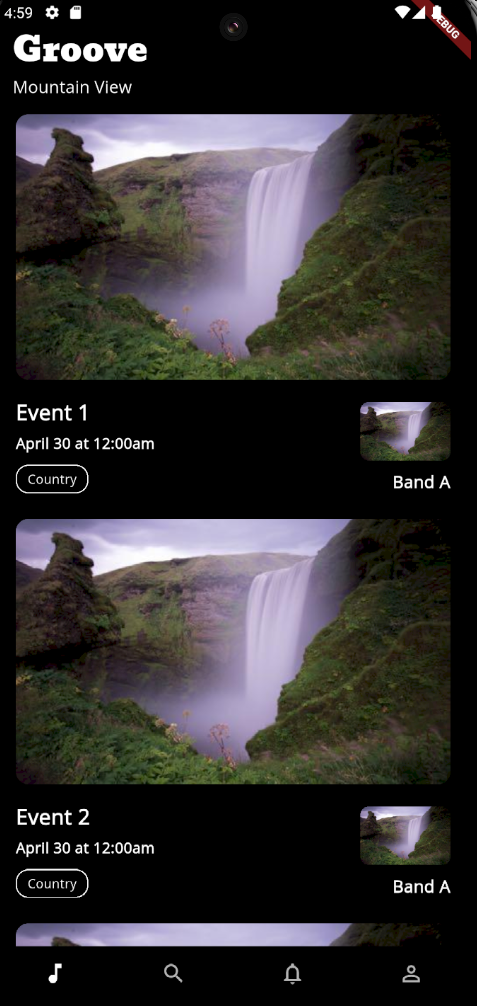 4:59
DEBUG
Groove
Mountain View
Event 1
April 30 at 12:00am
Country
Band A
Event 2
April 30 at 12:00am
Country
Band A